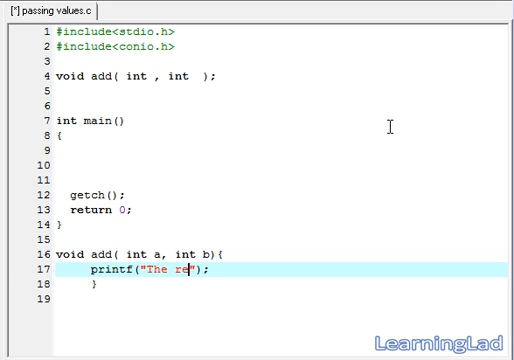 [*] passing values.c
1 #include<stdio.h>
2 #include<conio.h>
3
4 void add( int , int  );
5
6
7 int main()
8 {
9
10
11
12 getch();
13 return 0;
14 }
15
16 void add( int a, int b){
17 printf("The re");
18 }
19
LearningLad